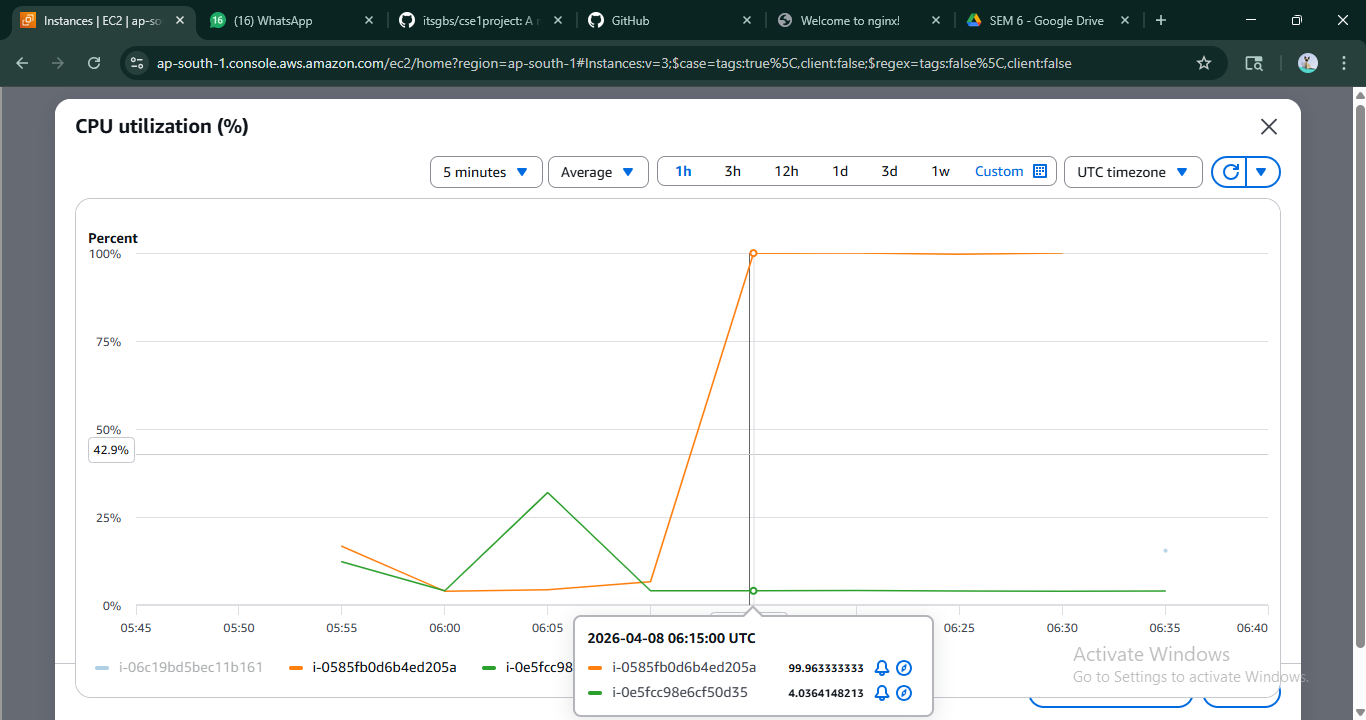 Instances | EC2 | ap-so
(16) WhatsApp
itsgbs/cse1project: A
GitHub
Welcome to nginx!
SEM 6 - Google Drive
ap-south-1.console.aws.amazon.com/ec2/home?region=ap-south-1#Instances:v=3;$case=tags:true%5C,client:false;$regex=tags:false%5C,client:false
CPU utilization (%)
5 minutes
Average
1h 3h 12h 1d 3d 1w Custom
UTC timezone
Percent
100%
75%
50%
42.9%
25%
0%
05:45 05:50 05:55 06:00 06:05 06:25 06:30 06:35 06:40
i-06c19bd5bec11b161 i-0585fb0d6b4ed205a i-0e5fcc98
2026-04-08 06:15:00 UTC
i-0585fb0d6b4ed205a 99.963333333
i-0e5fcc98e6cf50d35 4.0364148213
Activate Windows
Go to Settings to activate Windows.